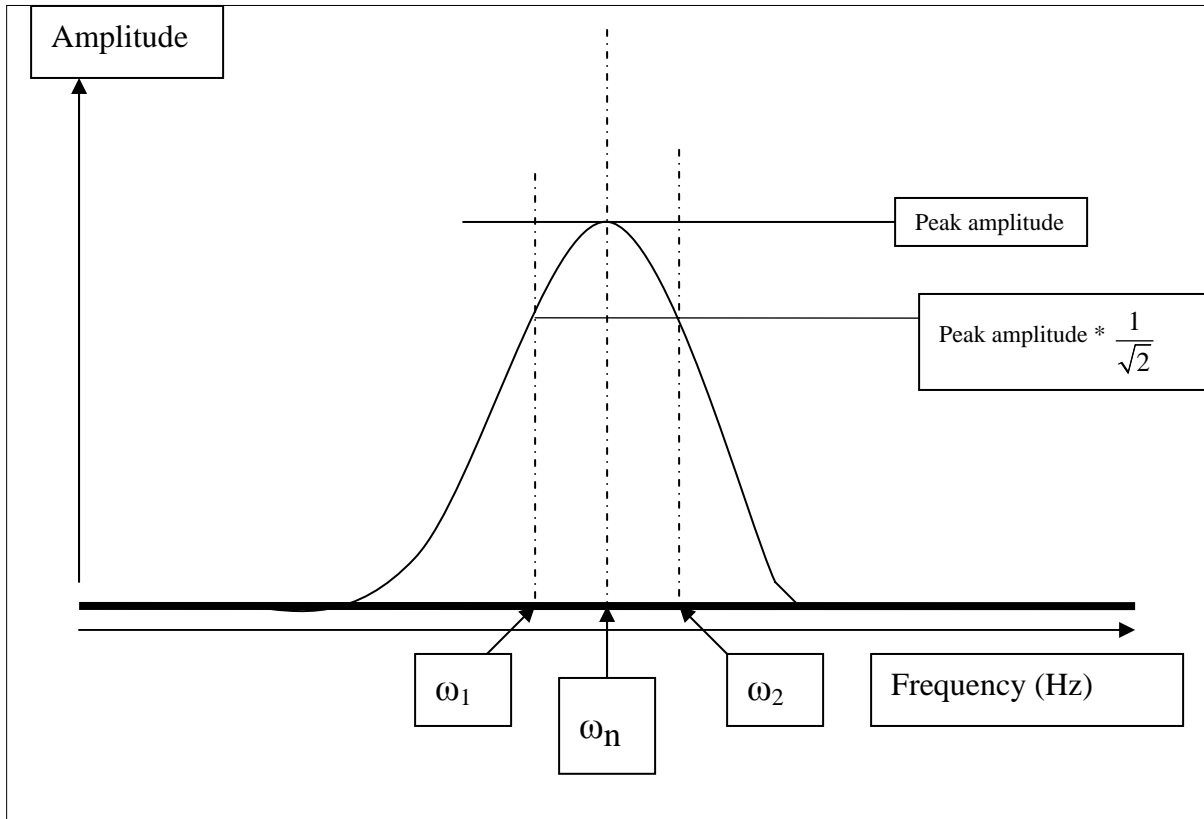 Amplitude
Peak amplitude
Peak amplitude * 1/√2
ω1
ωn
ω2
Frequency (Hz)